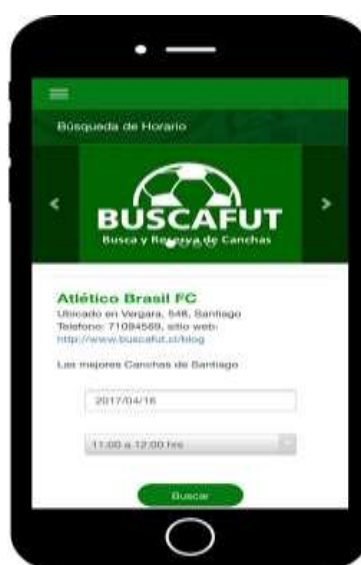 Búsqueda de Horario
BUSCAFUT
Busca y Reserva de Canchas
Atlético Brasil FC
Ubicado en Vergara, 548, Santiago
Telefono: 71094569, sitio web:
http://www.buscafut.cl/blog
Las mejores Canchas de Santiago
2017/04/16
11:00 a 12:00 hrs
Buscar